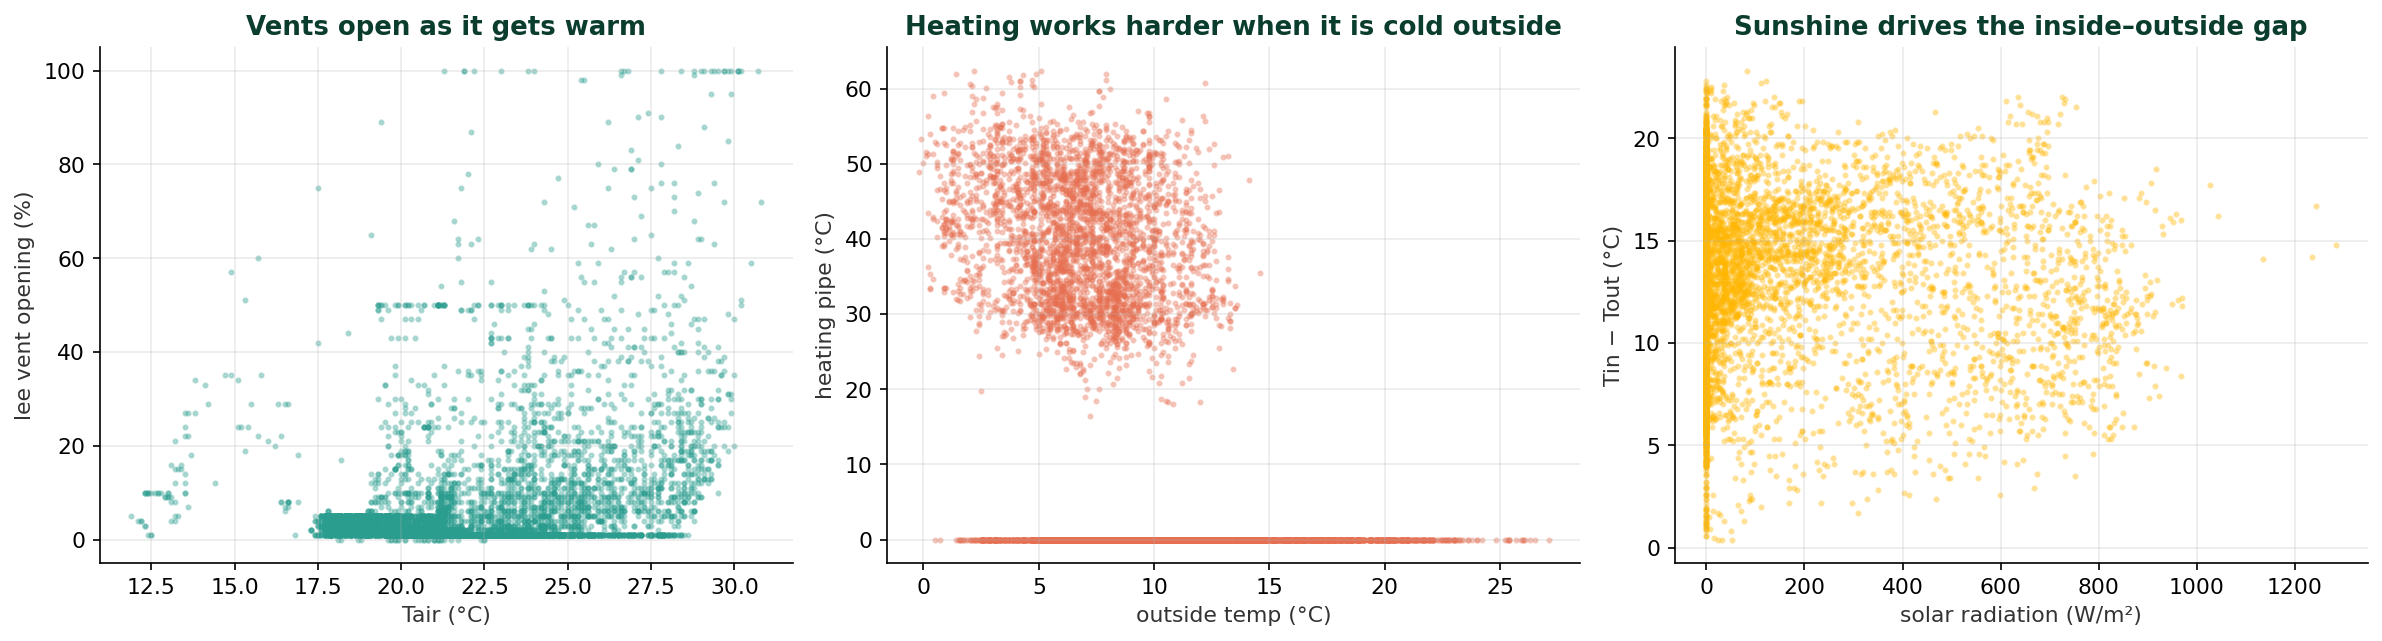 Vents open as it gets warm
lee vent opening (%)
100
80
60
40
20
0
12.5 15.0 17.5 20.0 22.5 25.0 27.5 30.0
Tair (°C)
Heating works harder when it is cold outside
heating pipe (°C)
60
50
40
30
20
10
0
0 5 10 15 20 25
outside temp (°C)
Sunshine drives the inside–outside gap
Tin − Tout (°C)
20
15
10
5
0
0 200 400 600 800 1000 1200
solar radiation (W/m²)